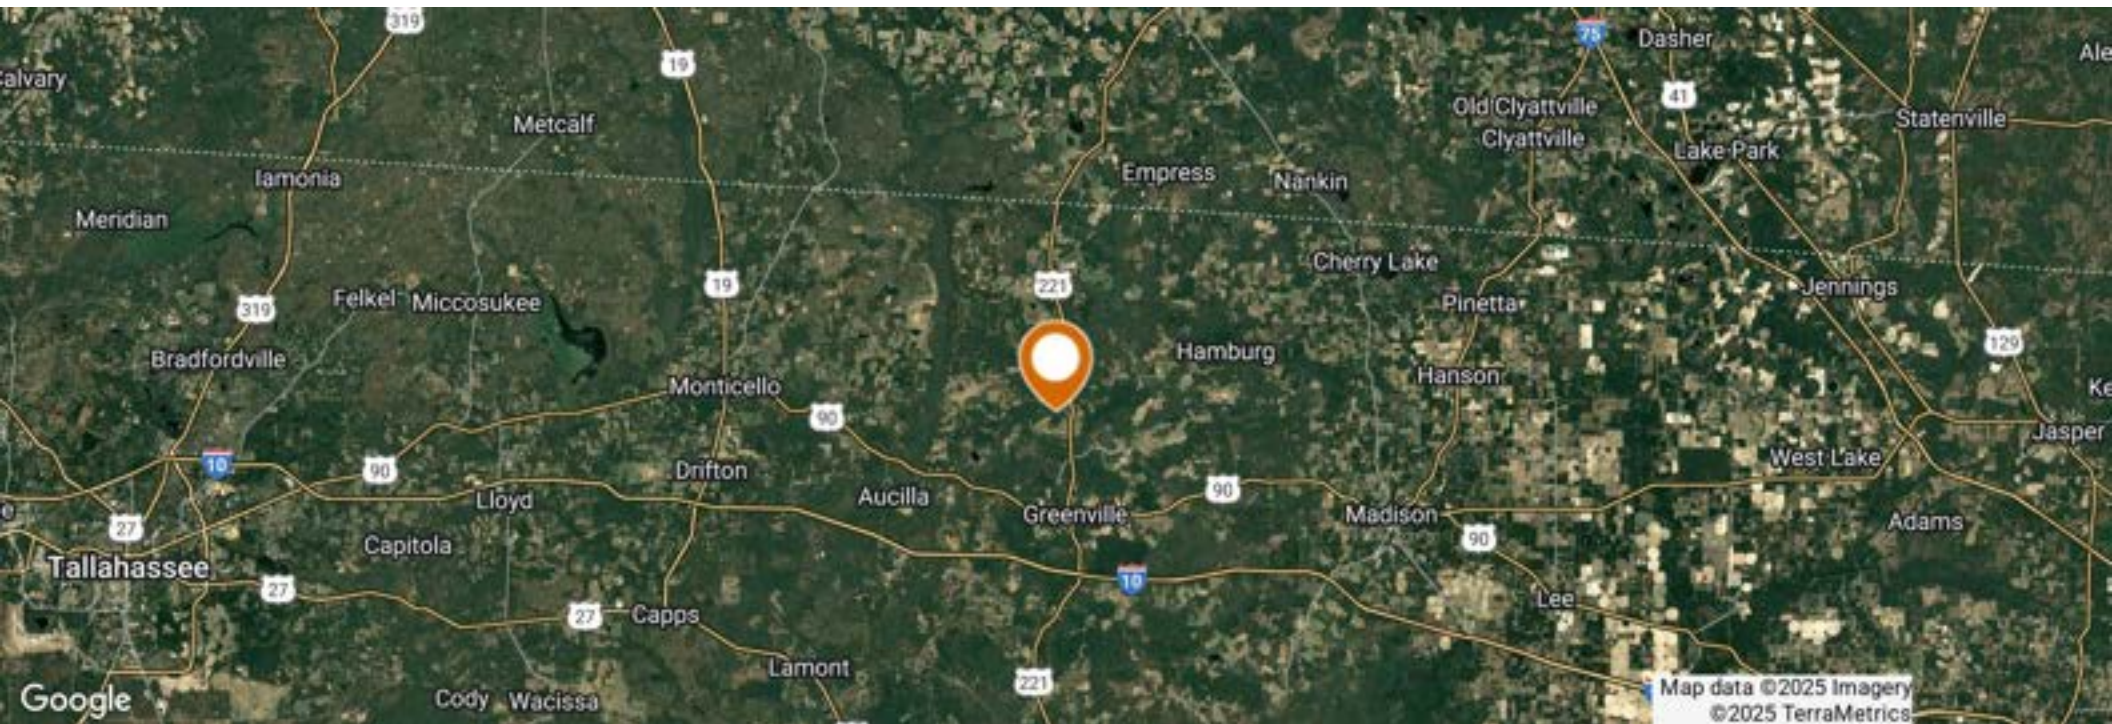 319
75
Dasher
19
Ale
alvary
41
Old Clyattville
Clyattville
Statenville
Metcalf
Lake Park
Iamonia
Empress
Nankin
Meridian
Cherry Lake
19
221
Jennings
Felkel
Miccosukee
Pinetta
319
129
Bradfordville
Hamburg
Hanson
Monticello
Ke
90
Jasper
10
90
Drifton
West Lake
90
Lloyd
Aucilla
e
27
Greenville
Madison
Adams
Capitola
90
Tallahassee
10
27
Lee
27
Capps
Lamont
221
Cody
Wacissa
Google
Map data ©2025 Imagery
©2025 TerraMetrics